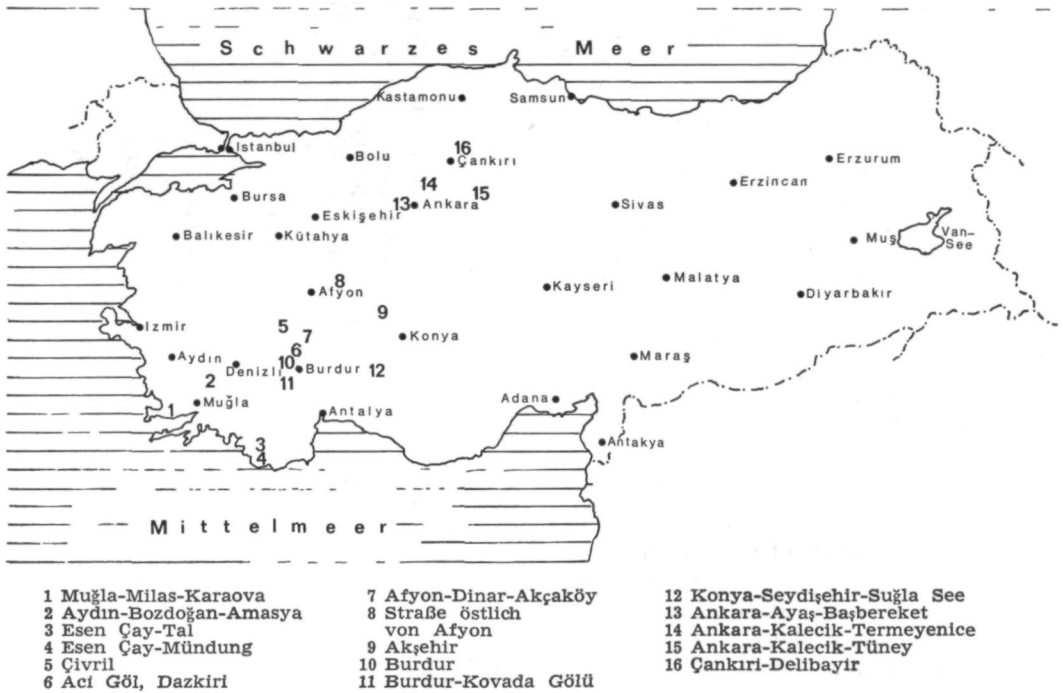 Schwarzes Meer
Kastamonu
Samsun
Istanbul
Bolu
16
Çankırı
Erzurum
14
15
Erzincan
Bursa
13
Ankara
Sivas
Eskişehir
Balıkesir
Kütahya
Muş
Van-
See
8
Afyon
Kayseri
Malatya
Diyarbakır
9
Izmir
5
7
Konya
6
Aydın
Denizli
10
Burdur
12
Maraş
2
11
Muğla
Adana
1
Antalya
3
4
Antakya
Mittelmeer
1 Muğla-Milas-Karaova
2 Aydın-Bozdoğan-Amasya
3 Esen Çay-Tal
4 Esen Çay-Mündung
5 Çivril
6 Aci Göl, Dazkiri
7 Afyon-Dinar-Akçaköy
8 Straße östlich
von Afyon
9 Akşehir
10 Burdur
11 Burdur-Kovada Gölü
12 Konya-Seydişehir-Suğla See
13 Ankara-Ayaş-Başbereket
14 Ankara-Kalecik-Termeyenice
15 Ankara-Kalecik-Tüney
16 Çankıri-Delibayir